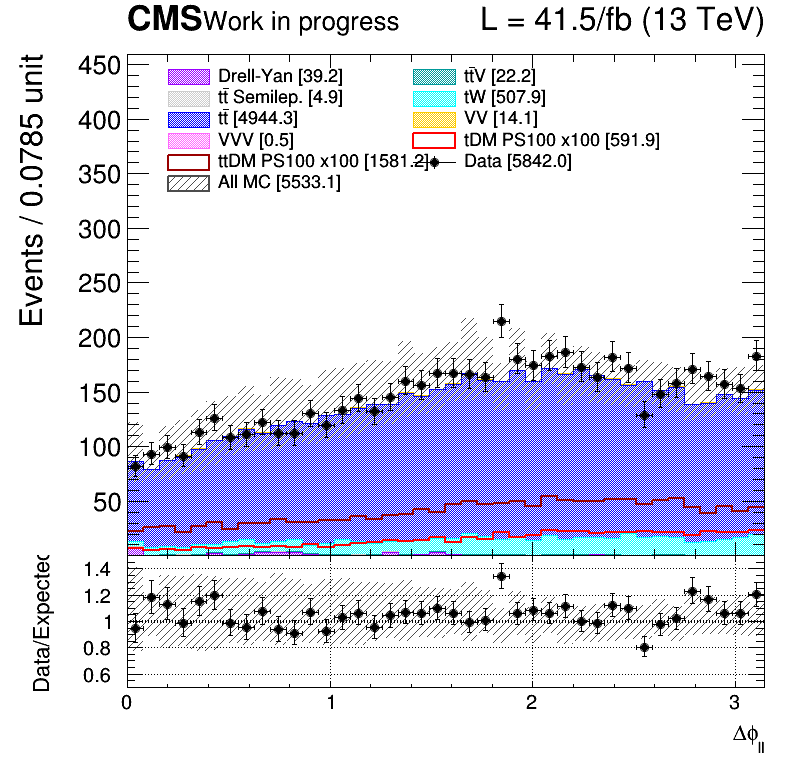 CMS Work in progress L = 41.5/fb (13 TeV)
Events / 0.0785 unit
450
400
350
300
250
200
150
100
50
Drell-Yan [39.2] tt̄V [22.2]
tt̄ Semilep. [4.9] tW [507.9]
tt̄ [4944.3] VV [14.1]
VVV [0.5] tDM PS100 x100 [591.9]
ttDM PS100 x100 [1581.2] Data [5842.0]
All MC [5533.1]
Data/Expected
1.4
1.2
1
0.8
0.6
0 1 2 3
Δϕll